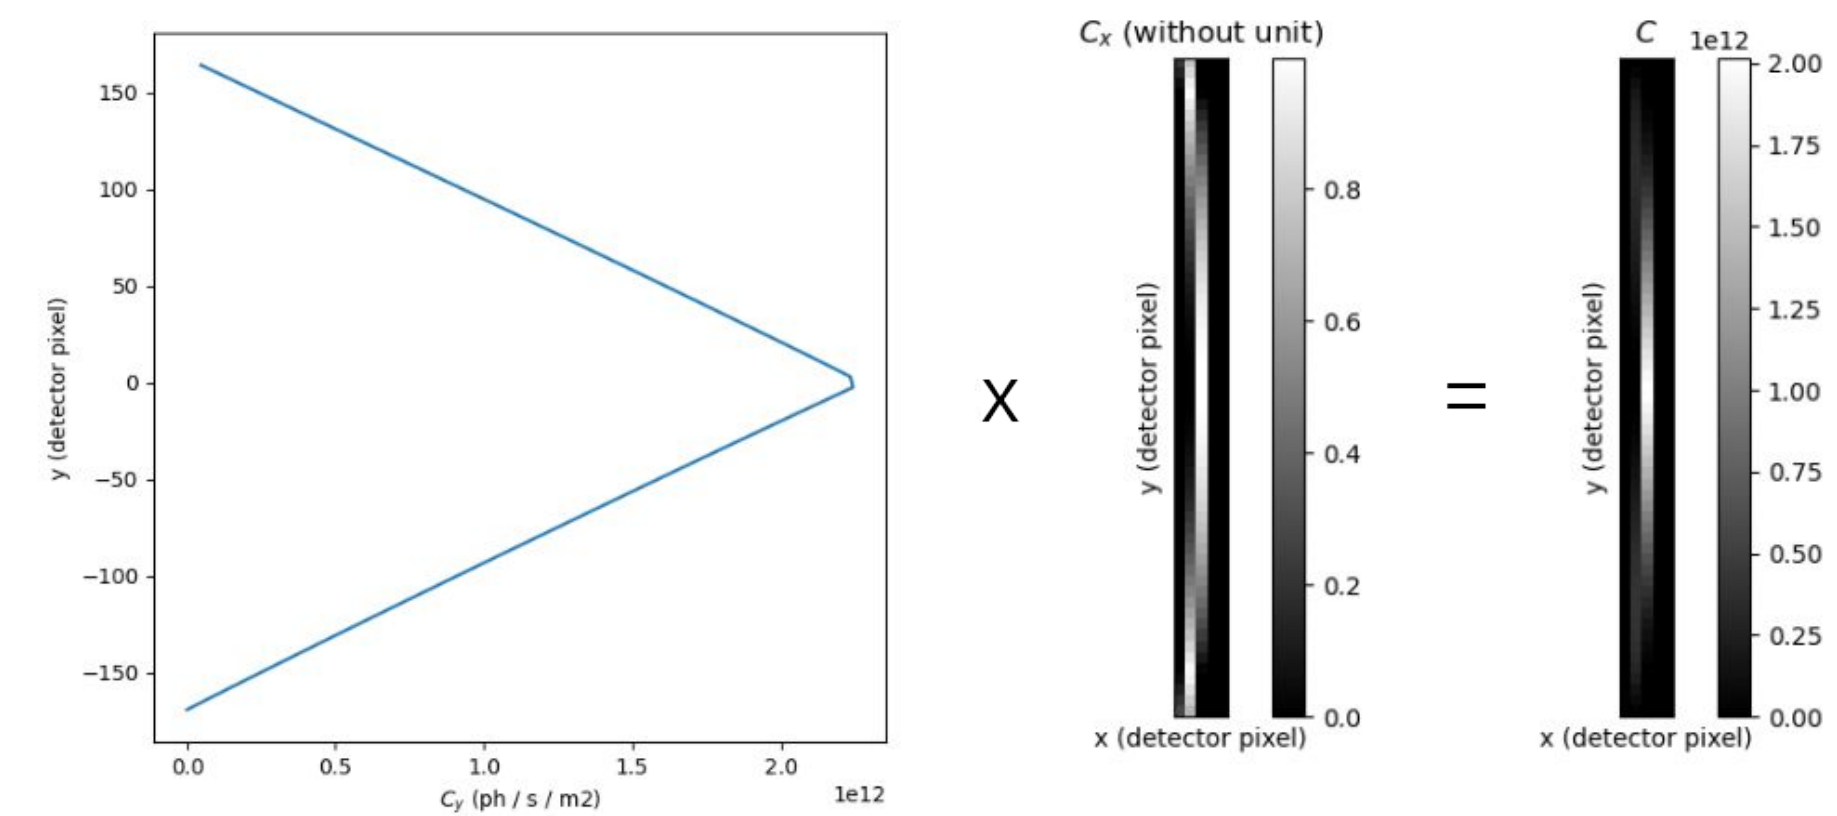 150
100
50
0
−50
−100
−150
y (detector pixel)
0.0 0.5 1.0 1.5 2.0
1e12
C_y (ph / s / m2)
X
C_x (without unit)
0.8
0.6
0.4
0.2
0.0
y (detector pixel)
x (detector pixel)
=
C
1e12
2.00
1.75
1.50
1.25
1.00
0.75
0.50
0.25
0.00
y (detector pixel)
x (detector pixel)